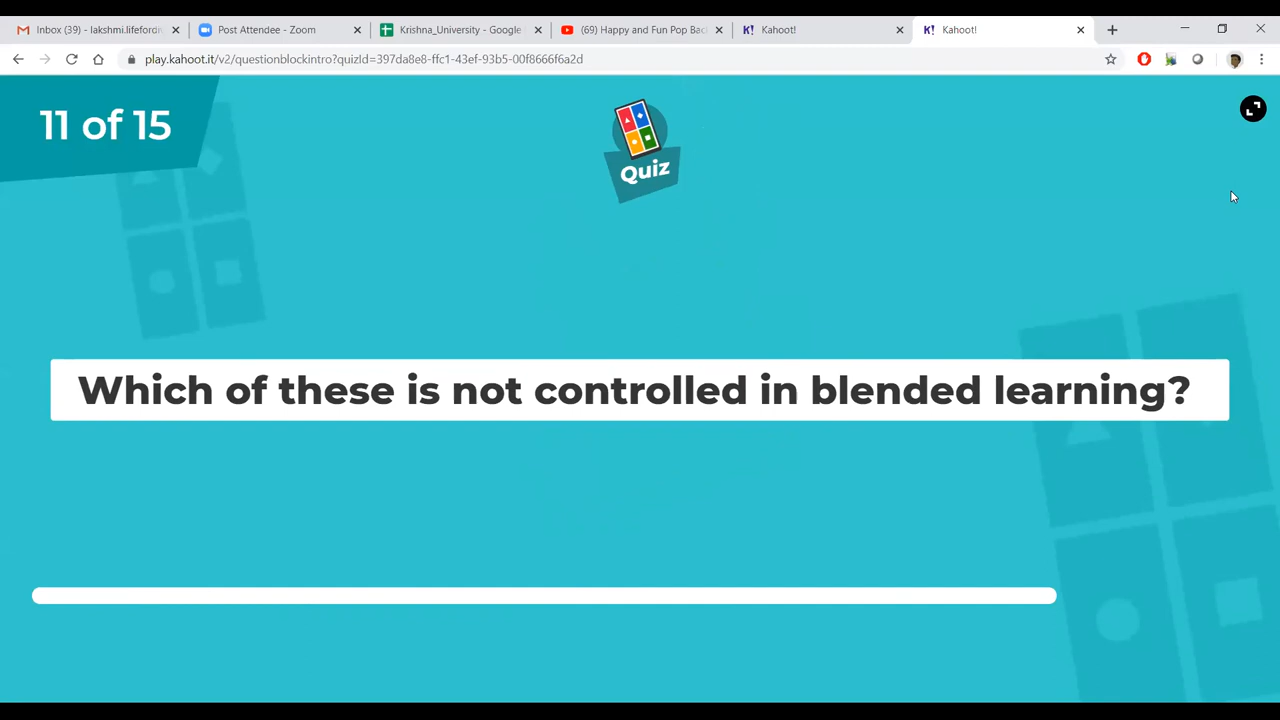 Inbox (39) - lakshmi.lifeford
Post Attendee - Zoom
Krishna_University - Google
(69) Happy and Fun Pop Bac
Kahoot!
Kahoot!
play.kahoot.it/v2/questionblockintro?quizId=397da8e8-ffc1-43ef-93b5-00f8666f6a2d
11 of 15
Quiz
Which of these is not controlled in blended learning?